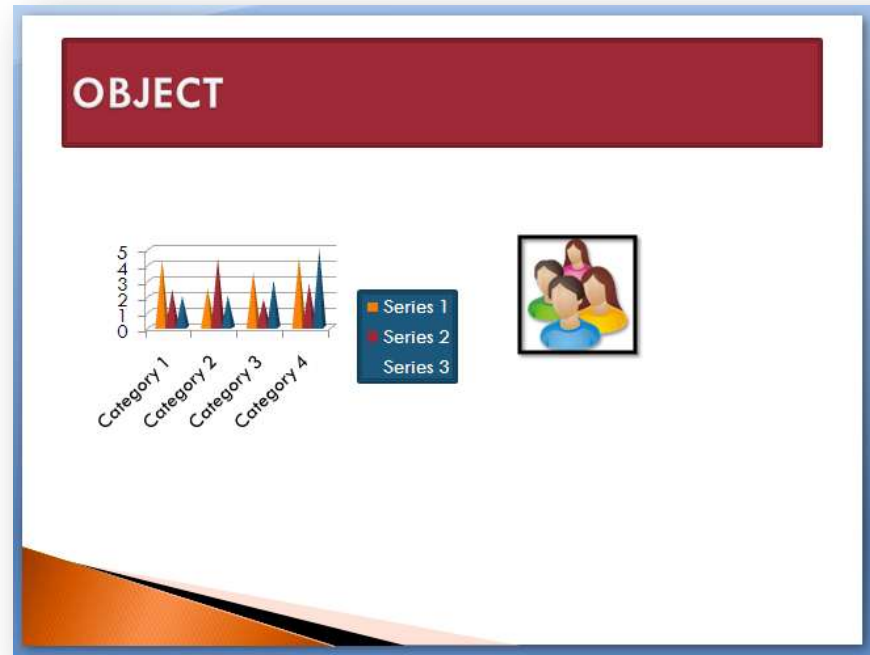 OBJECT
5
4
3
2
1
0
Category 1
Category 2
Category 3
Category 4
Series 1
Series 2
Series 3